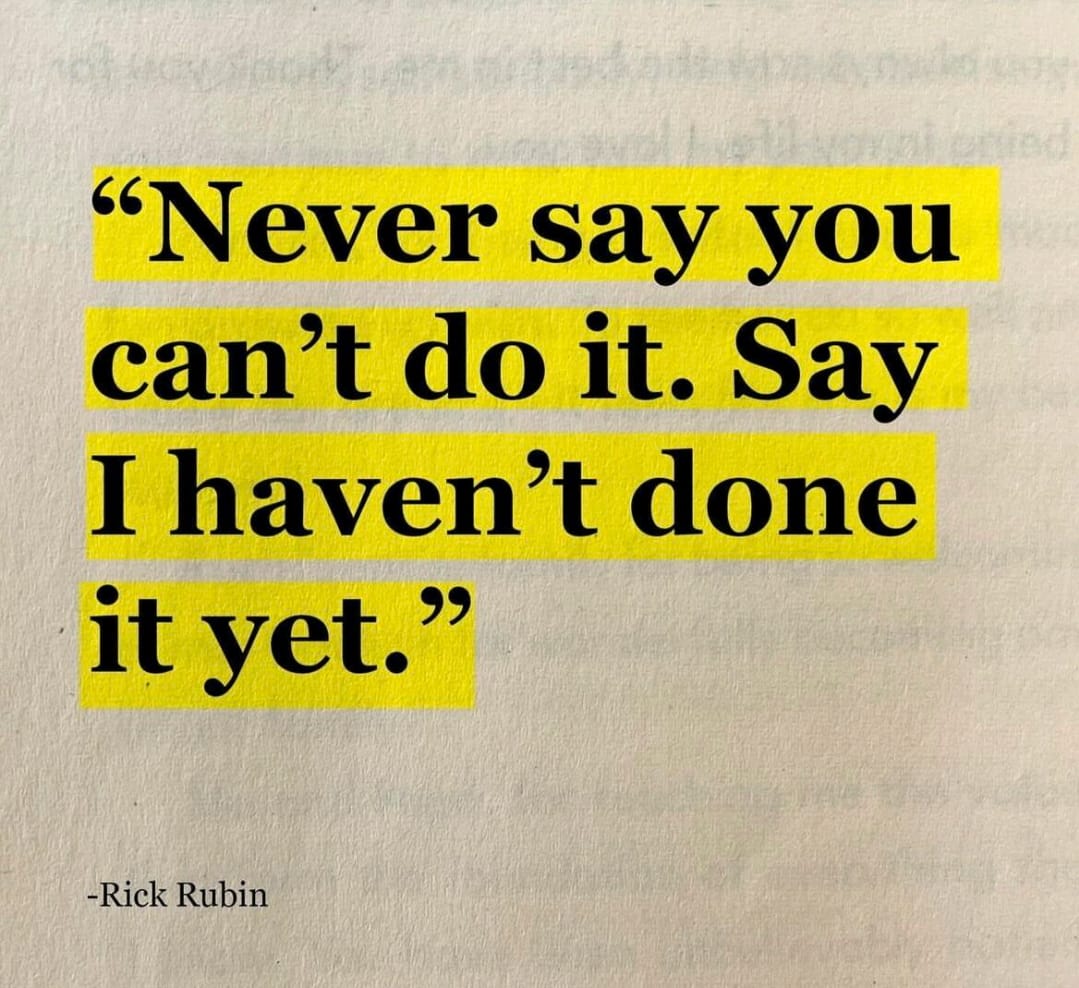 “Never say you
can’t do it. Say
I haven’t done
it yet.”
-Rick Rubin